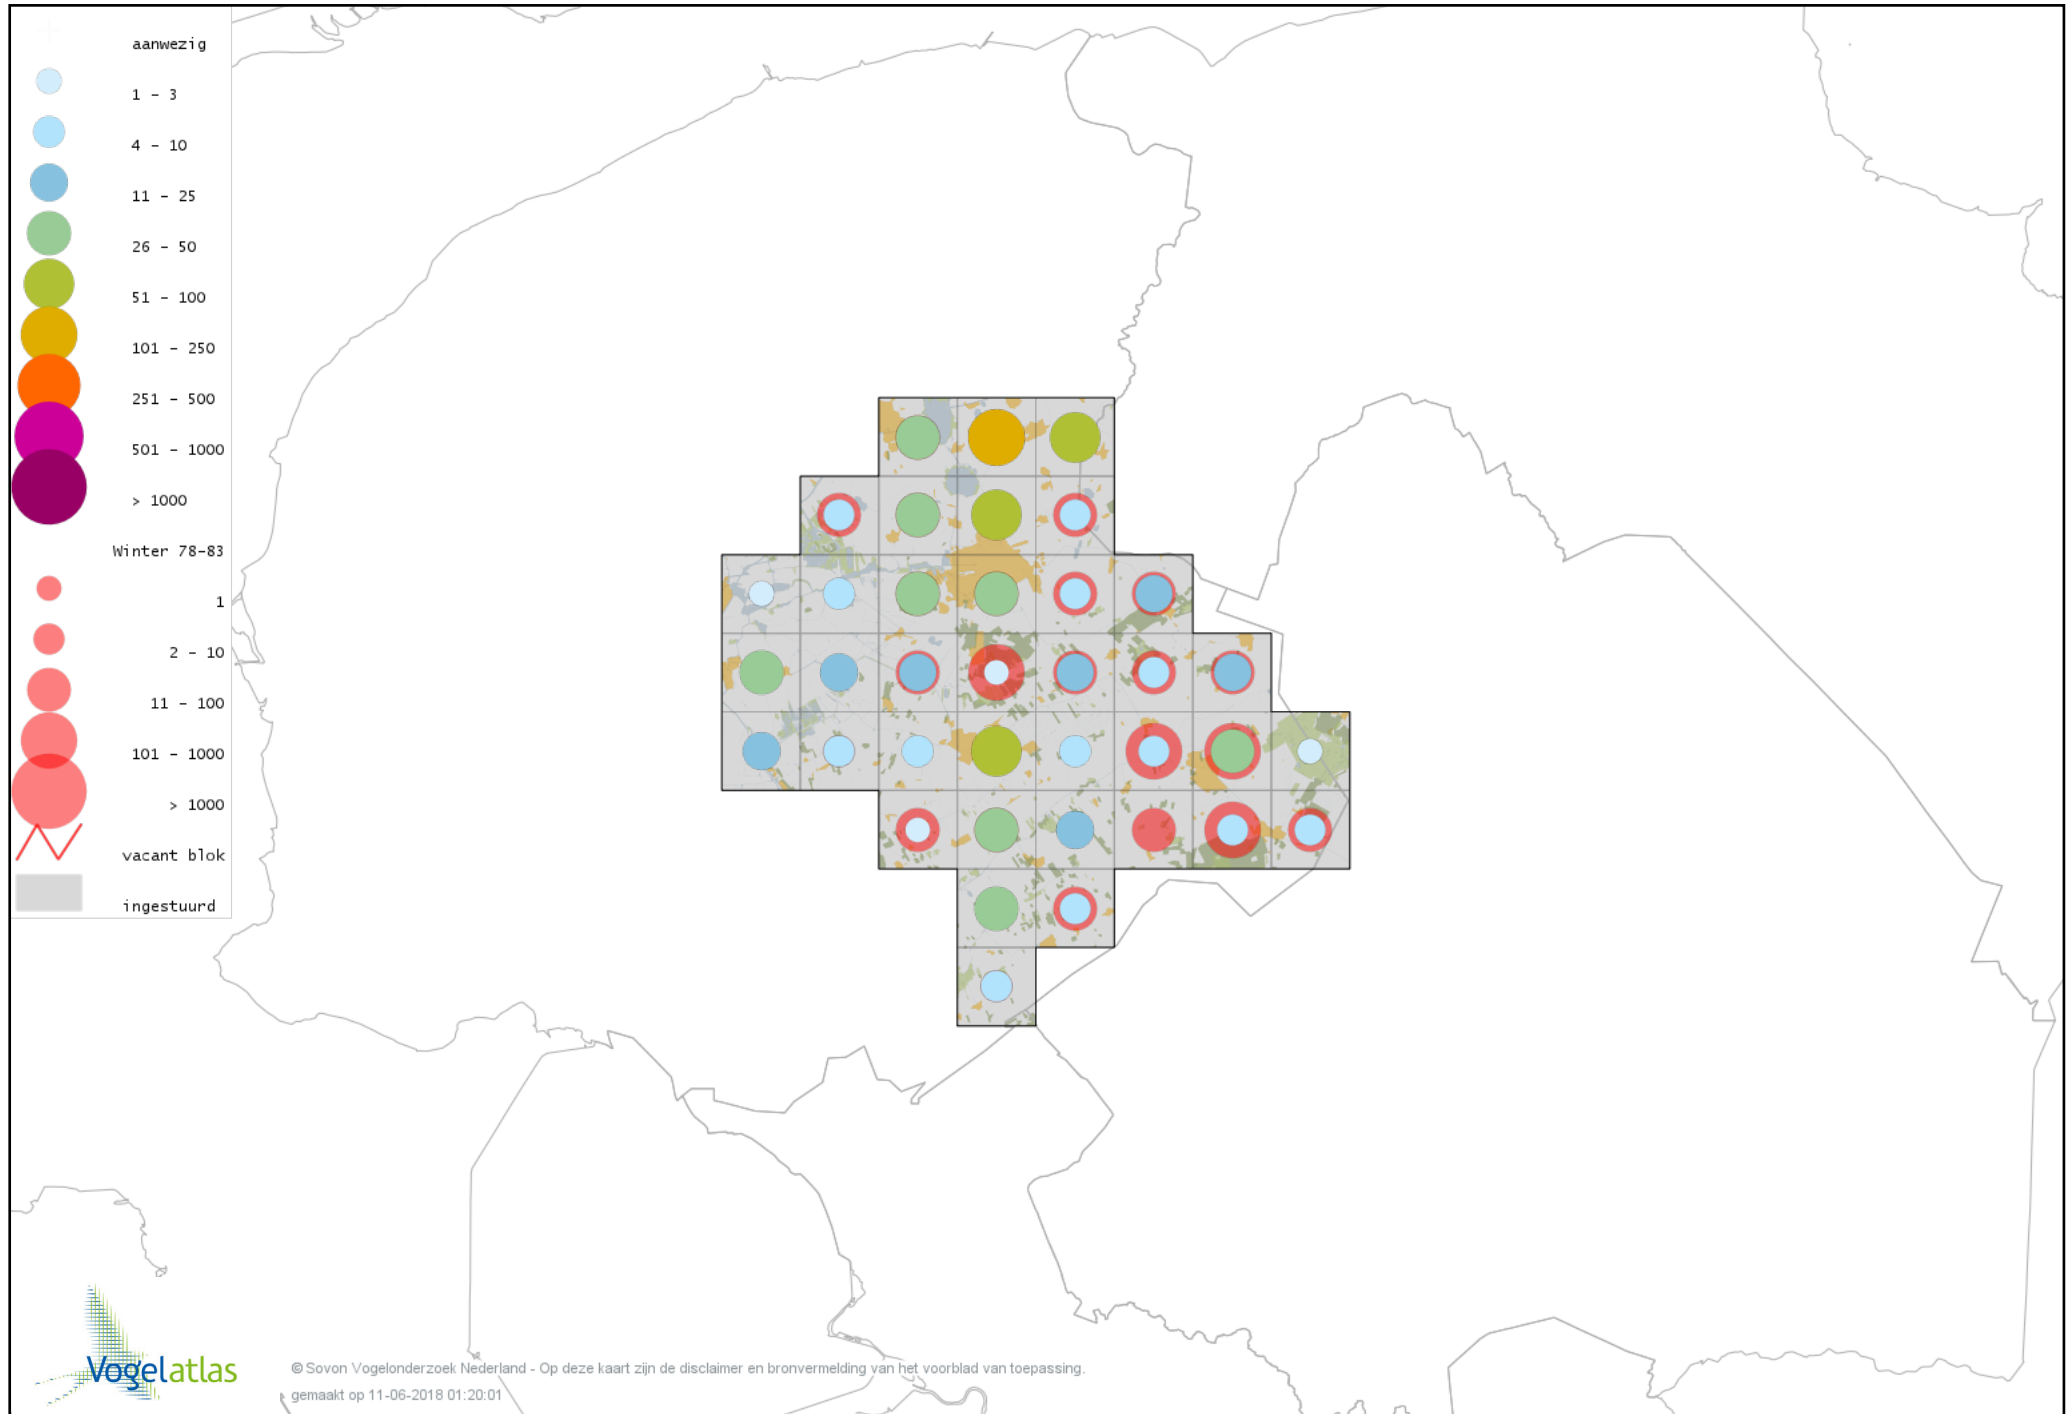 aanwezig
1 - 3
4 - 10
11 - 25
26 - 50
51 - 100
101 - 250
251 - 500
501 - 1000
> 1000
Winter 78-83
1
2 - 10
11 - 100
101 - 1000
> 1000
vacant blok
ingestuurd
Vogelatlas
© Sovon Vogelonderzoek Nederland - Op deze kaart zijn de disclaimer en bronvermelding van het voorblad van toepassing.
gemaakt op 11-06-2018 01:20:01